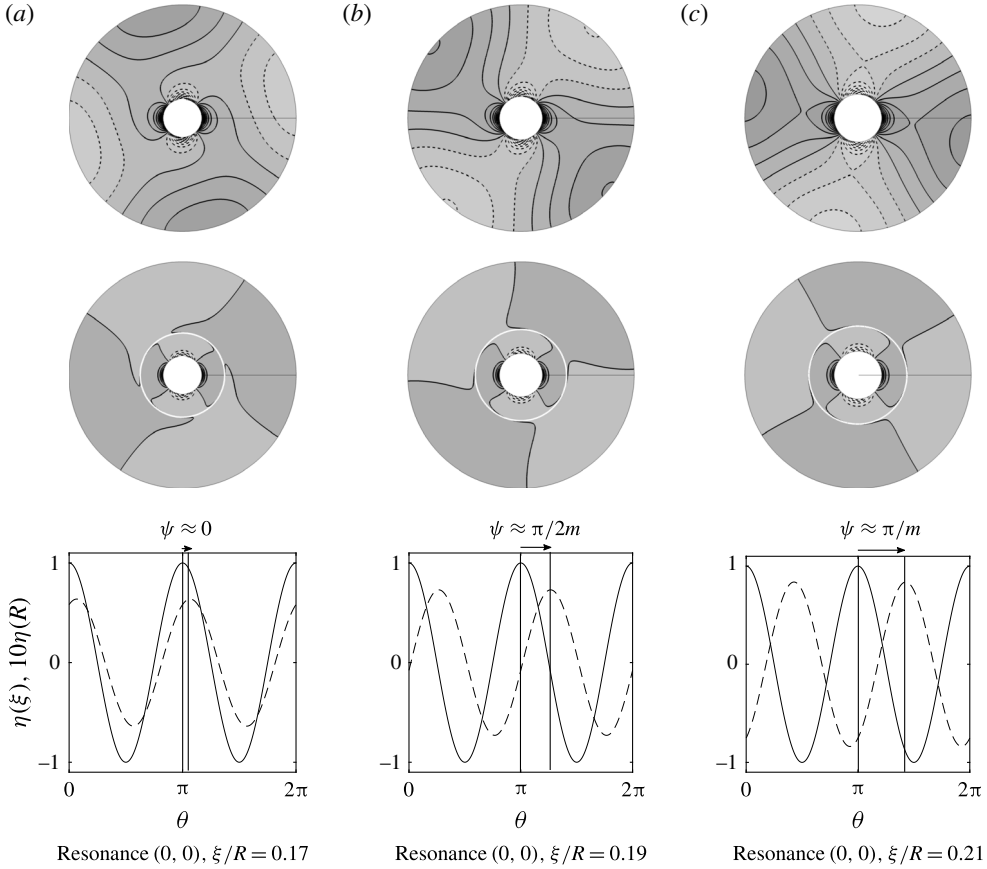 (a)
(b)
(c)
ψ ≈ 0
ψ ≈ π/2m
ψ ≈ π/m
η(ξ), 10η(R)
1
0
–1
0
π
2π
θ
1
0
–1
0
π
2π
θ
1
0
–1
0
π
2π
θ
Resonance (0, 0), ξ/R = 0.17
Resonance (0, 0), ξ/R = 0.19
Resonance (0, 0), ξ/R = 0.21